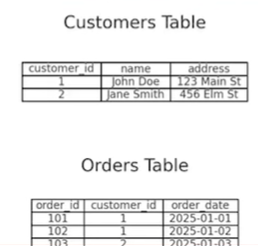 Customers Table
customer_id name address
1 John Doe 123 Main St
2 Jane Smith 456 Elm St
Orders Table
order_id customer_id order_date
101 1 2025-01-01
102 1 2025-01-02
103 2 2025-01-03